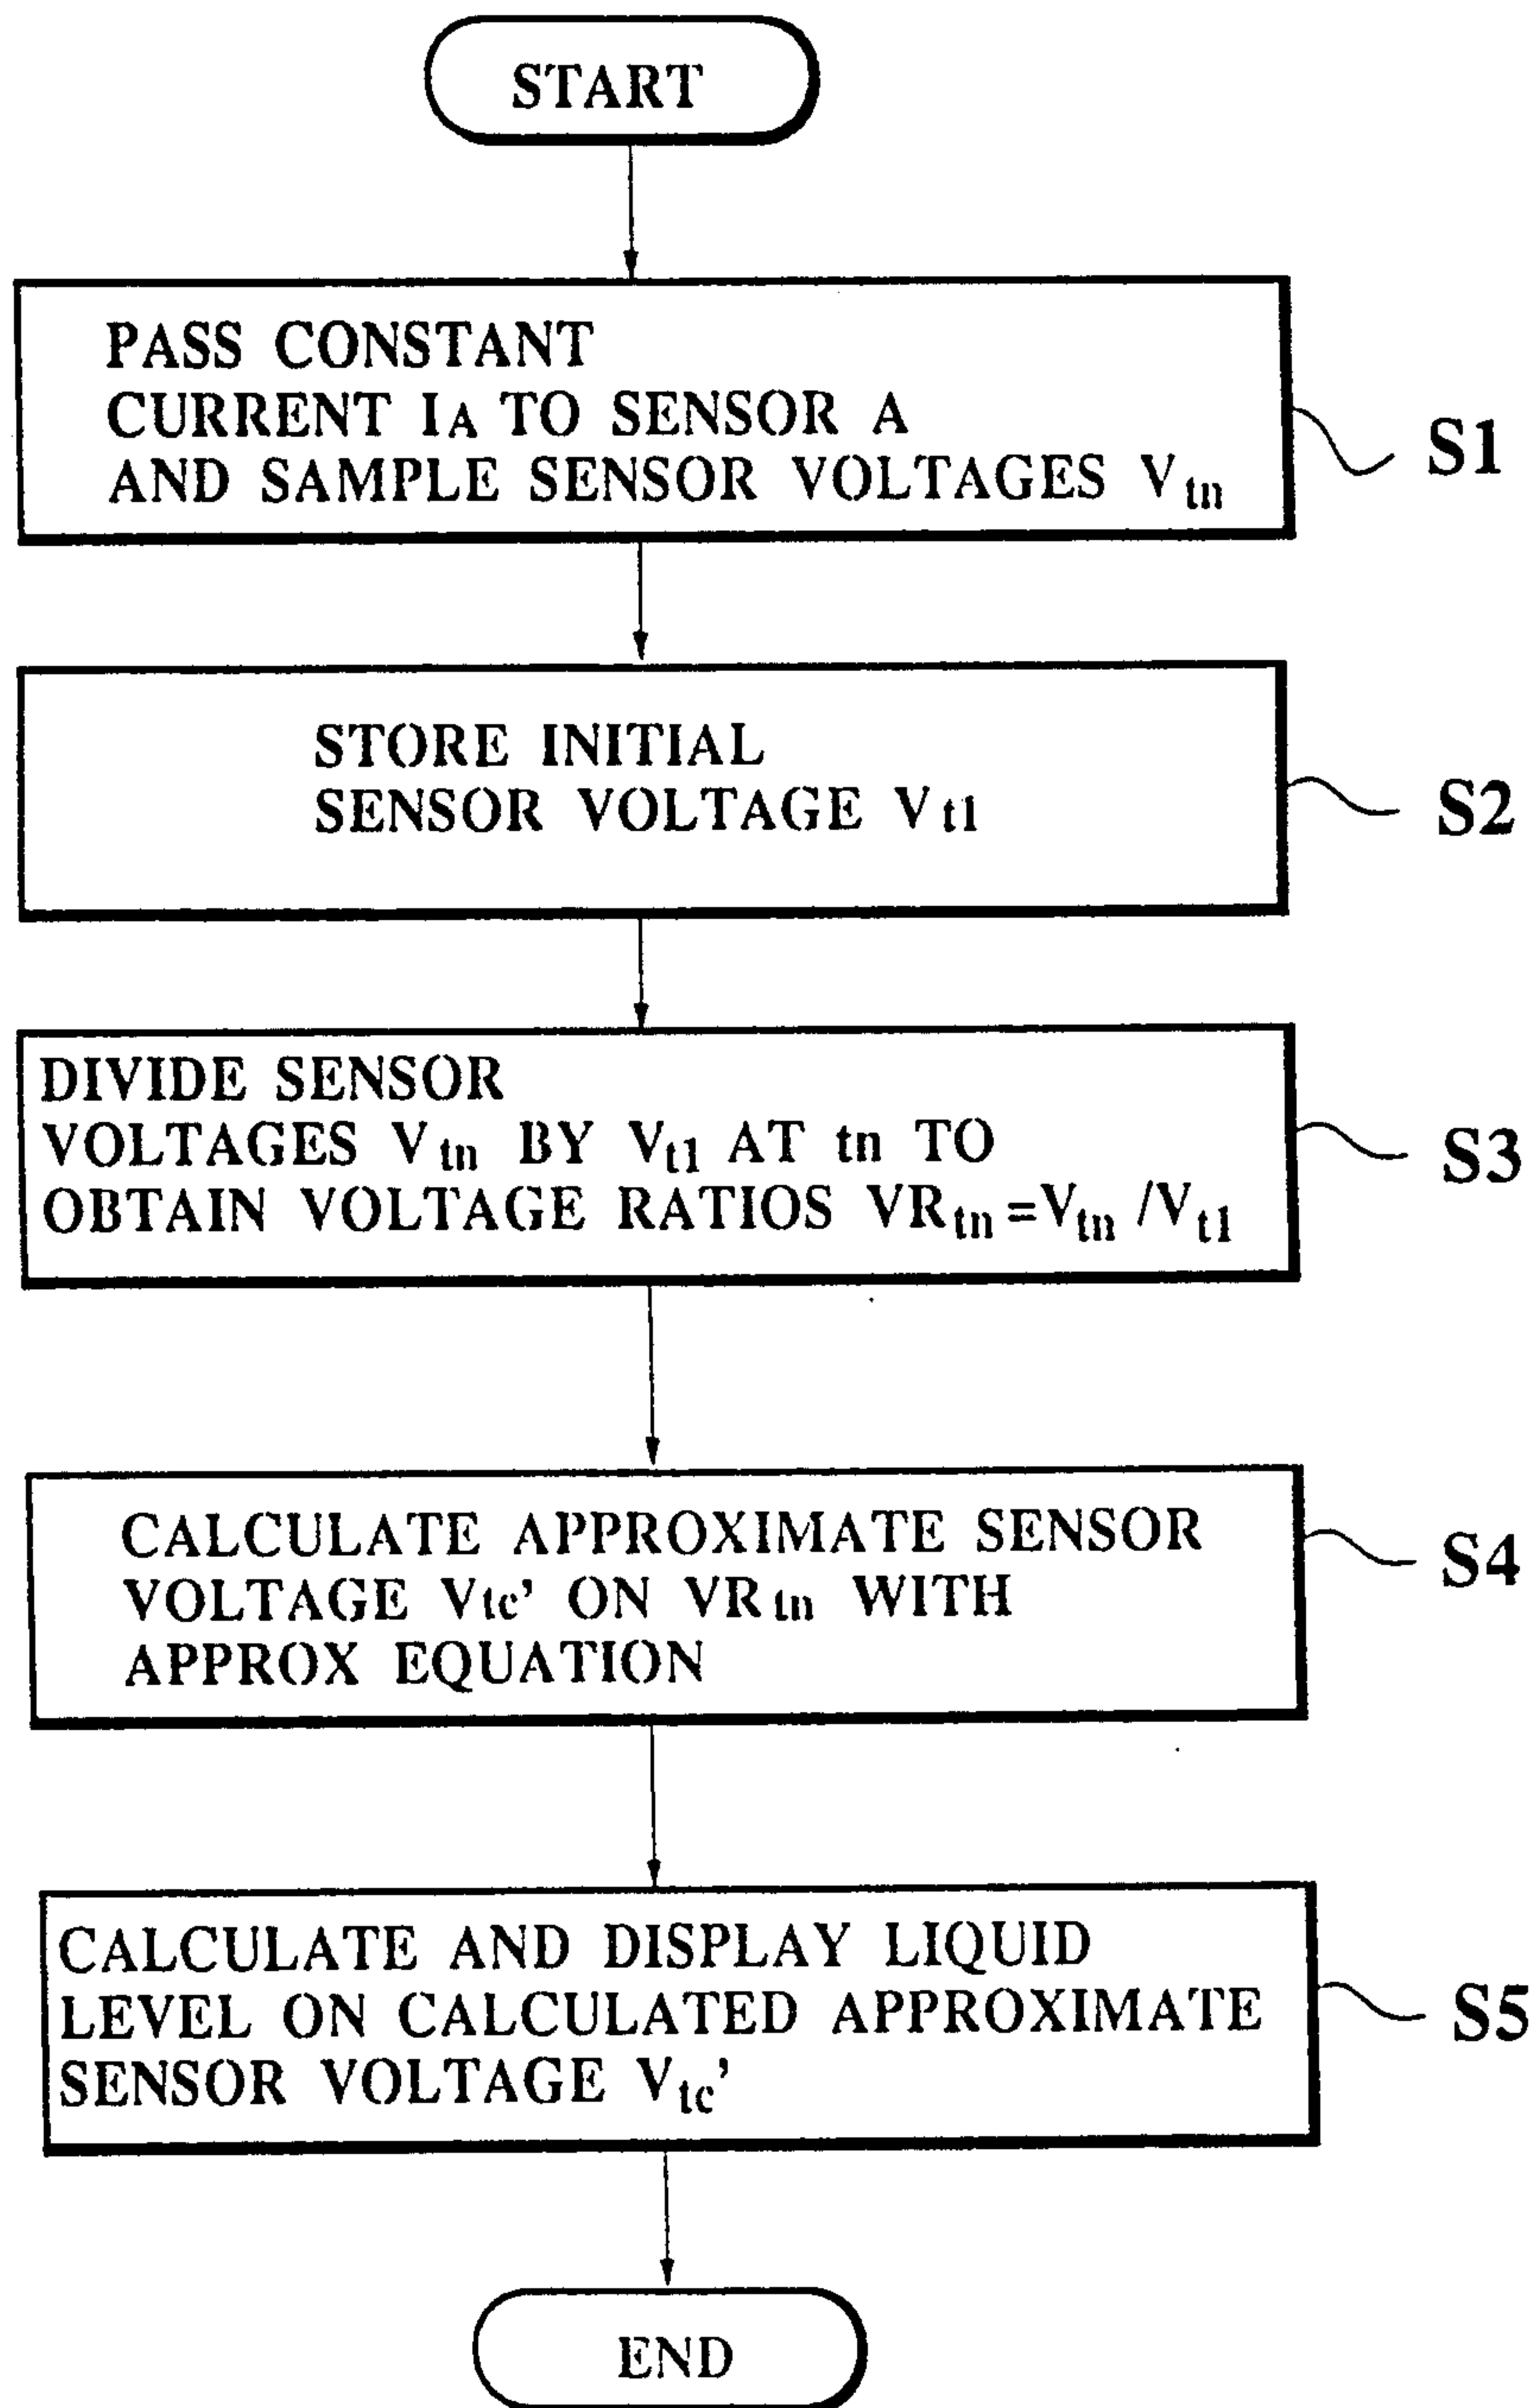 START
PASS CONSTANT
CURRENT IA TO SENSOR A
AND SAMPLE SENSOR VOLTAGES Vtn
S1
STORE INITIAL
SENSOR VOLTAGE Vt1
S2
DIVIDE SENSOR
VOLTAGES Vtn BY Vt1 AT tn TO
OBTAIN VOLTAGE RATIOS VRtn=Vtn /Vt1
S3
CALCULATE APPROXIMATE SENSOR
VOLTAGE Vtc' ON VRtn WITH
APPROX EQUATION
S4
CALCULATE AND DISPLAY LIQUID
LEVEL ON CALCULATED APPROXIMATE
SENSOR VOLTAGE Vtc'
S5
END